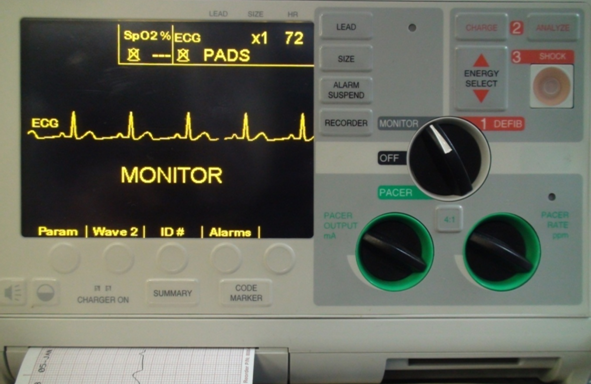 LEAD SIZE HR
SpO2 % ECG x1 72
--- PADS
ECG
MONITOR
Param | Wave 2 | ID # | Alarms |
CHARGER ON
SUMMARY
CODE
MARKER
LEAD
SIZE
ALARM
SUSPEND
RECORDER
CHARGE 2 ANALYZE
3 SHOCK
ENERGY
SELECT
MONITOR 1 DEFIB
OFF
PACER
PACER
OUTPUT
mA
4:1
PACER
RATE
ppm